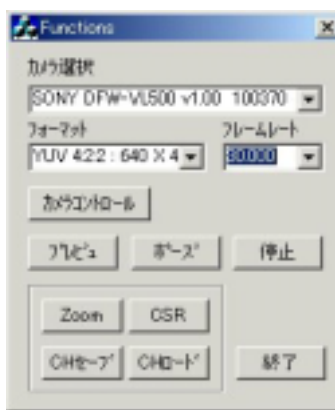 Functions
カメラ選択
SONY DFW-VL500 v1.00 100370
フォーマット フレームレート
YUV 4:2:2 : 640 X 4 30.000
カメラコントロール
プレビュ ポーズ 停止
Zoom CSR
CHセーブ CHロード 終了